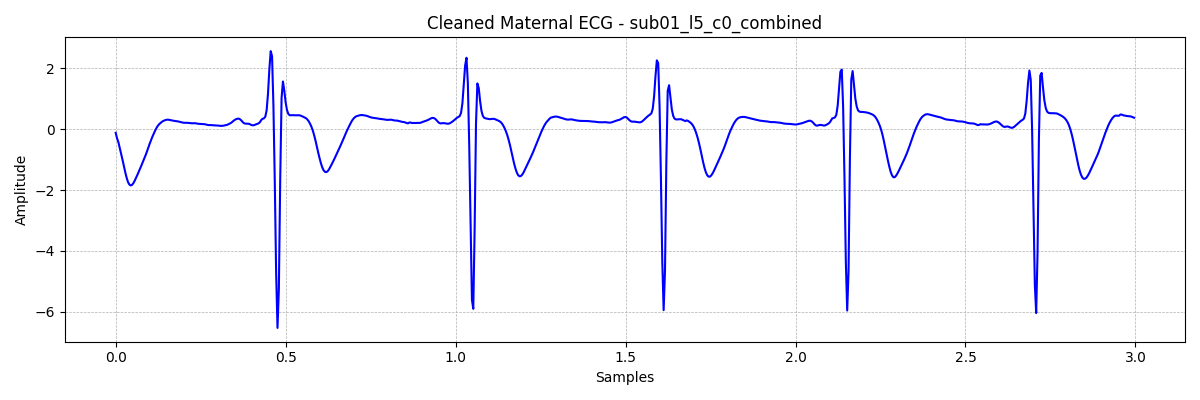 Cleaned Maternal ECG - sub01_l5_c0_combined
Amplitude
2
0
−2
−4
−6
0.0 0.5 1.0 1.5 2.0 2.5 3.0
Samples